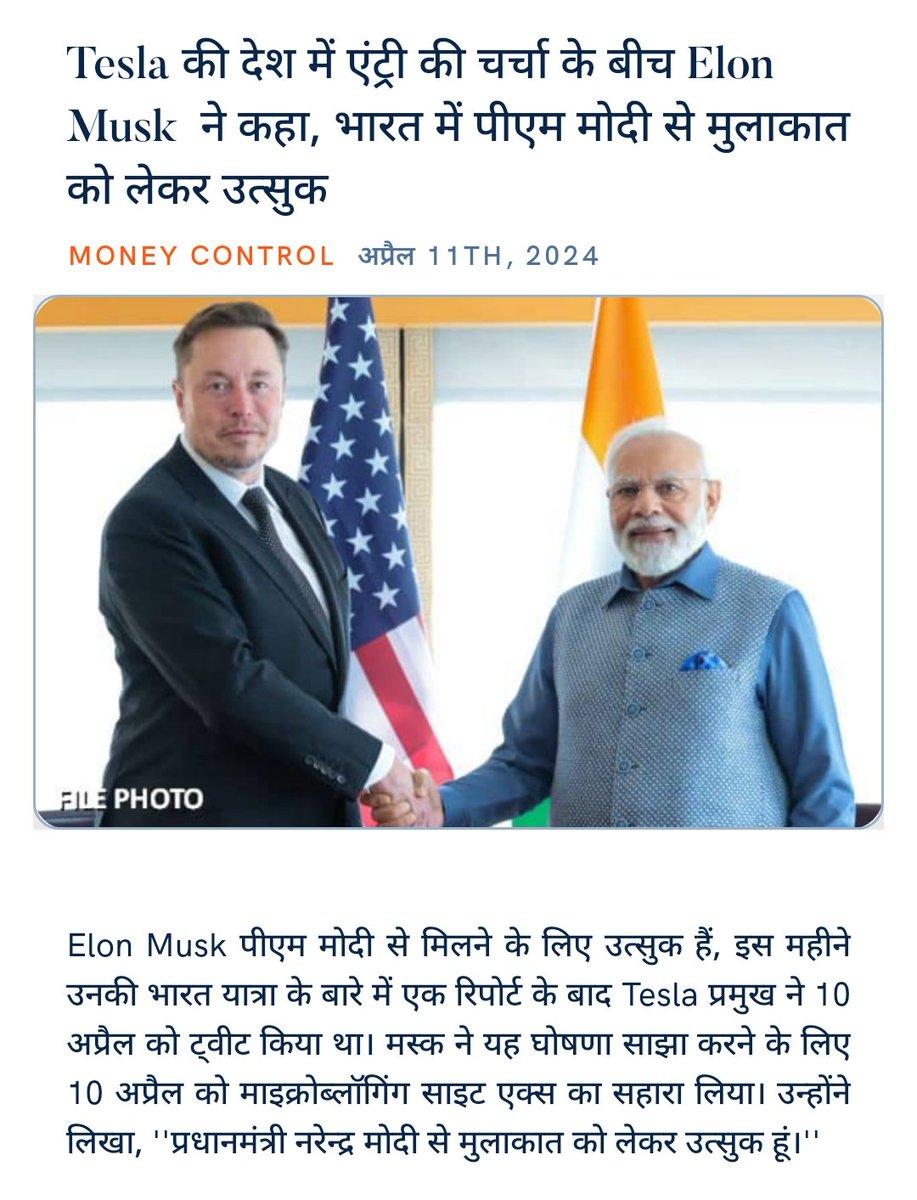 Tesla की देश में एंट्री की चर्चा के बीच Elon
Musk ने कहा, भारत में पीएम मोदी से मुलाकात
को लेकर उत्सुक
MONEY CONTROL अप्रैल 11TH, 2024
FILE PHOTO
Elon Musk पीएम मोदी से मिलने के लिए उत्सुक हैं, इस महीने
उनकी भारत यात्रा के बारे में एक रिपोर्ट के बाद Tesla प्रमुख ने 10
अप्रैल को ट्वीट किया था। मस्क ने यह घोषणा साझा करने के लिए
10 अप्रैल को माइक्रोब्लॉगिंग साइट एक्स का सहारा लिया। उन्होंने
लिखा, ''प्रधानमंत्री नरेन्द्र मोदी से मुलाकात को लेकर उत्सुक हूं।''